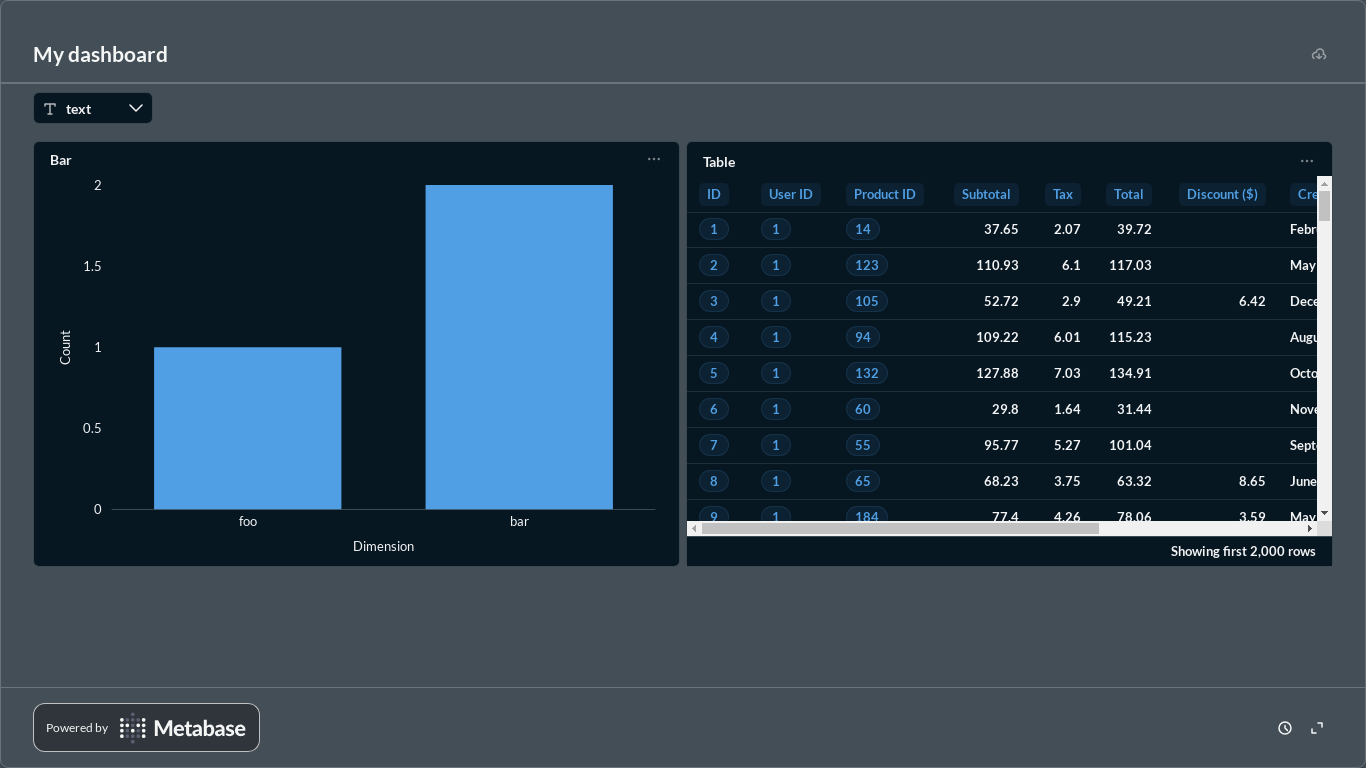 My dashboard
text
Bar
2
1.5
1
0.5
0
Count
foo bar
Dimension
Table
ID User ID Product ID Subtotal Tax Total Discount ($) Cre
1 1 14 37.65 2.07 39.72 Febr
2 1 123 110.93 6.1 117.03 May
3 1 105 52.72 2.9 49.21 6.42 Dece
4 1 94 109.22 6.01 115.23 Augu
5 1 132 127.88 7.03 134.91 Octo
6 1 60 29.8 1.64 31.44 Nove
7 1 55 95.77 5.27 101.04 Sept
8 1 65 68.23 3.75 63.32 8.65 June
9 1 184 77.4 4.26 78.06 3.59 May
Showing first 2,000 rows
Powered by Metabase